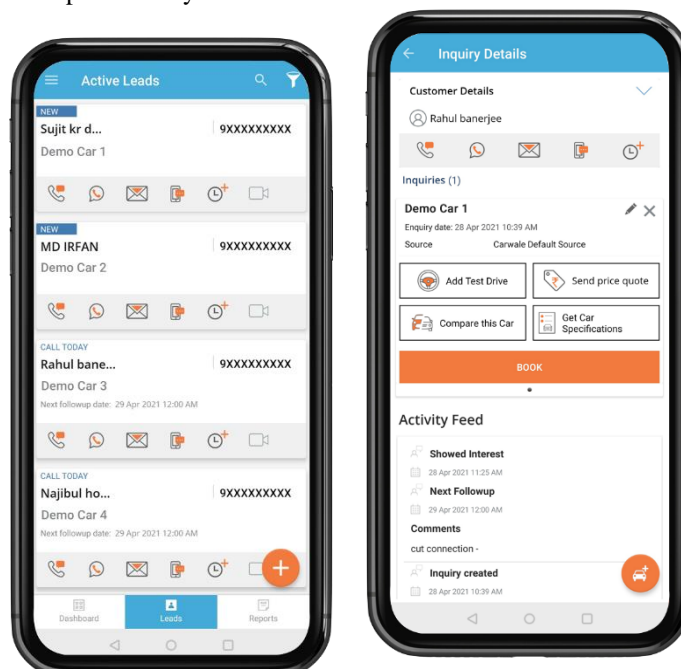 Active Leads
NEW
Sujit kr d... 9XXXXXXXXX
Demo Car 1
NEW
MD IRFAN 9XXXXXXXXX
Demo Car 2
CALL TODAY
Rahul bane... 9XXXXXXXXX
Demo Car 3
Next followup date: 29 Apr 2021 12:00 AM
CALL TODAY
Najibul ho... 9XXXXXXXXX
Demo Car 4
Next followup date: 29 Apr 2021 12:00 AM
Dashboard Leads Reports
Inquiry Details
Customer Details
Rahul banerjee
Inquiries (1)
Demo Car 1
Enquiry date: 28 Apr 2021 10:39 AM
Source Carwale Default Source
Add Test Drive
Send price quote
Compare this Car
Get Car
Specifications
BOOK
Activity Feed
Showed Interest
28 Apr 2021 11:25 AM
Next Followup
29 Apr 2021 12:00 AM
Comments
cut connection -
Inquiry created
28 Apr 2021 10:39 AM